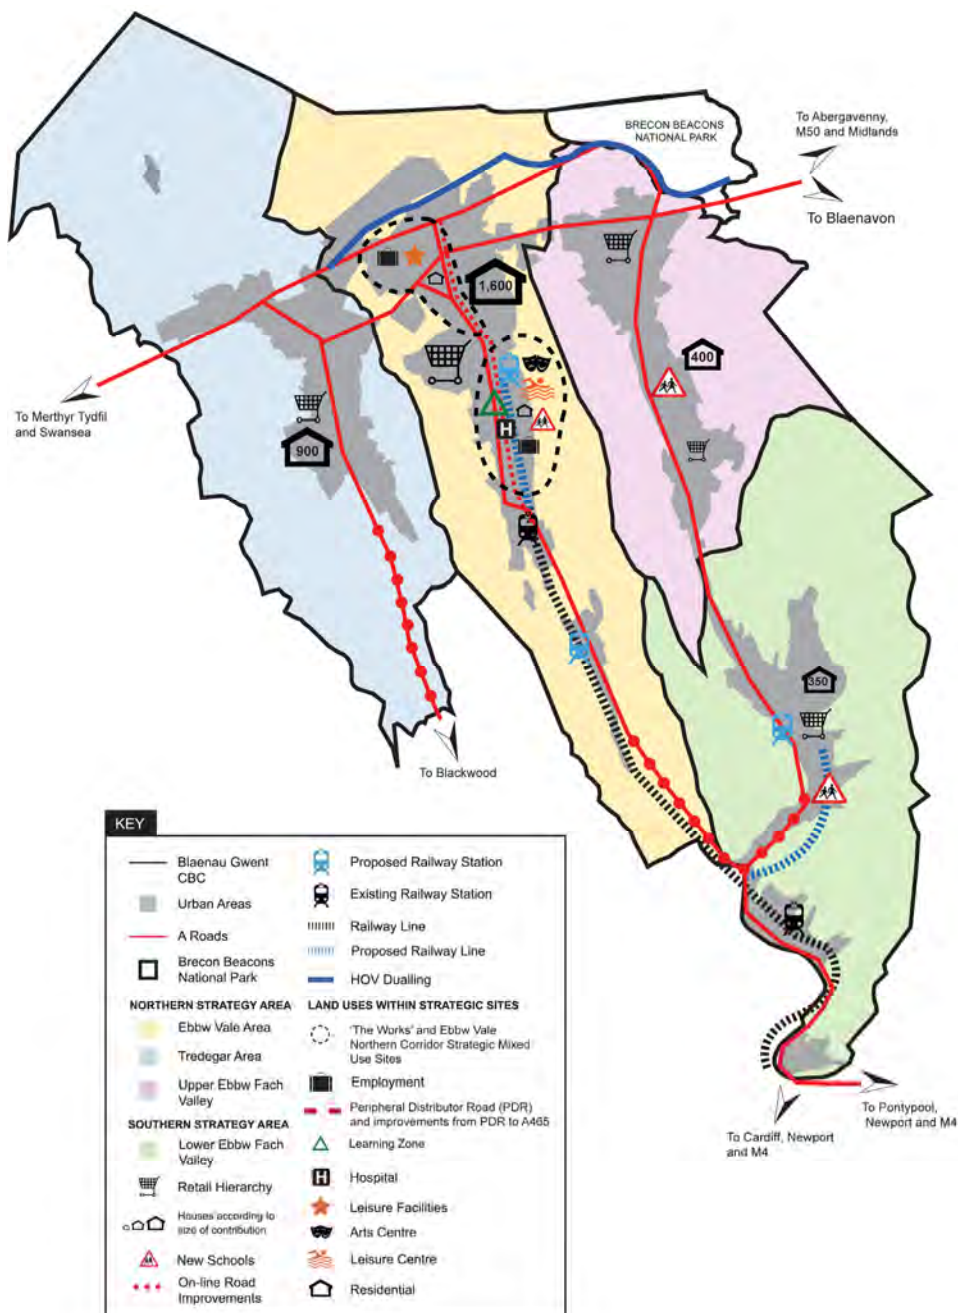 BRECON BEACONS
NATIONAL PARK
To Abergavenny,
M50 and Midlands
To Blaenavon
1,600
400
To Merthyr Tydfil
and Swansea
900
H
350
To Blackwood
To Pontypool,
Newport and M4
To Cardiff, Newport
and M4
KEY
Blaenau Gwent
CBC
Urban Areas
A Roads
Brecon Beacons
National Park
NORTHERN STRATEGY AREA
Ebbw Vale Area
Tredegar Area
Upper Ebbw Fach
Valley
SOUTHERN STRATEGY AREA
Lower Ebbw Fach
Valley
Retail Hierarchy
Houses according to
size of contribution
New Schools
On-line Road
Improvements
Proposed Railway Station
Existing Railway Station
Railway Line
Proposed Railway Line
HOV Dualling
LAND USES WITHIN STRATEGIC SITES
'The Works' and Ebbw Vale
Northern Corridor Strategic Mixed
Use Sites
Employment
Peripheral Distributor Road (PDR)
and improvements from PDR to A465
Learning Zone
H
Hospital
Leisure Facilities
Arts Centre
Leisure Centre
Residential